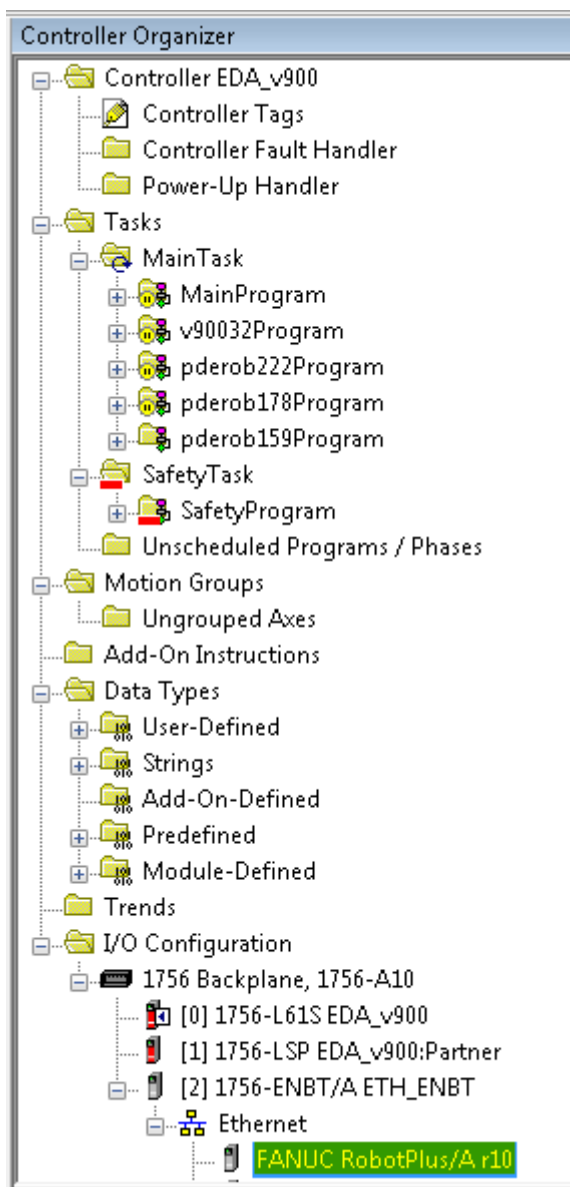 Controller Organizer
Controller EDA_v900
Controller Tags
Controller Fault Handler
Power-Up Handler
Tasks
MainTask
MainProgram
v90032Program
pderob222Program
pderob178Program
pderob159Program
SafetyTask
SafetyProgram
Unscheduled Programs / Phases
Motion Groups
Ungrouped Axes
Add-On Instructions
Data Types
User-Defined
Strings
Add-On-Defined
Predefined
Module-Defined
Trends
I/O Configuration
1756 Backplane, 1756-A10
[0] 1756-L61S EDA_v900
[1] 1756-LSP EDA_v900:Partner
[2] 1756-ENBT/A ETH_ENBT
Ethernet
FANUC RobotPlus/A r10